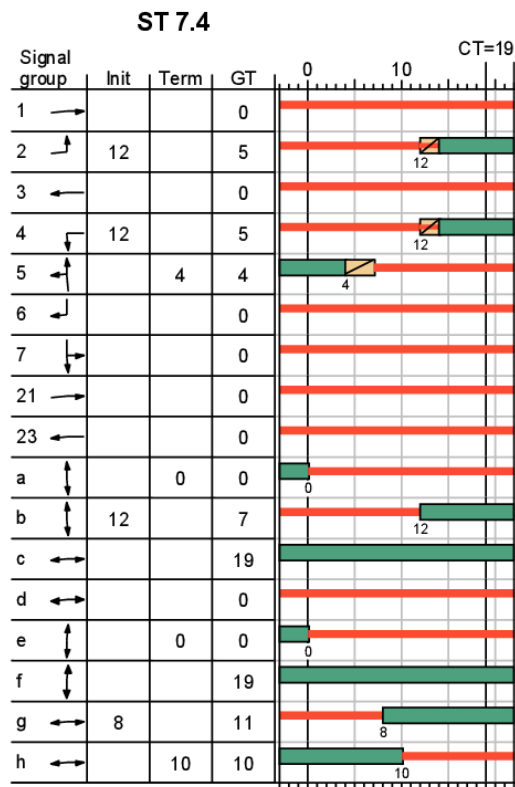 ST 7.4
CT=19
Signal group Init Term GT 0 10
1 0
2 12 5 12
3 0
4 12 5 12
5 4 4 4
6 0
7 0
21 0
23 0
a 0 0 0
b 12 7 12
c 19
d 0
e 0 0 0
f 19
g 8 11 8
h 10 10 10